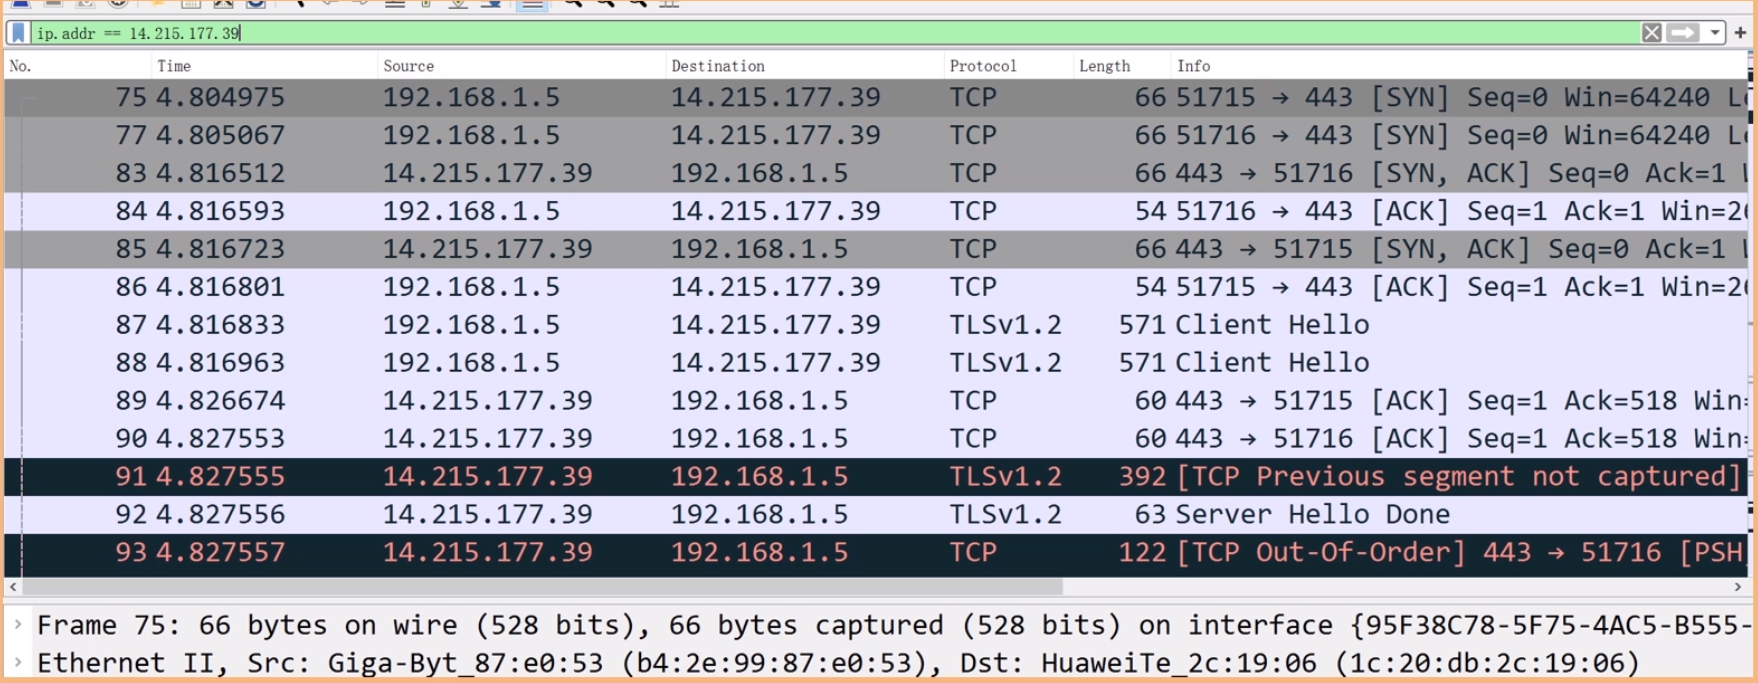 ip.addr == 14.215.177.39
No. Time Source Destination Protocol Length Info
75 4.804975 192.168.1.5 14.215.177.39 TCP 66 51715 → 443 [SYN] Seq=0 Win=64240
77 4.805067 192.168.1.5 14.215.177.39 TCP 66 51716 → 443 [SYN] Seq=0 Win=64240
83 4.816512 14.215.177.39 192.168.1.5 TCP 66 443 → 51716 [SYN, ACK] Seq=0 Ack=1
84 4.816593 192.168.1.5 14.215.177.39 TCP 54 51716 → 443 [ACK] Seq=1 Ack=1 Win=2
85 4.816723 14.215.177.39 192.168.1.5 TCP 66 443 → 51715 [SYN, ACK] Seq=0 Ack=1
86 4.816801 192.168.1.5 14.215.177.39 TCP 54 51715 → 443 [ACK] Seq=1 Ack=1 Win=2
87 4.816833 192.168.1.5 14.215.177.39 TLSv1.2 571 Client Hello
88 4.816963 192.168.1.5 14.215.177.39 TLSv1.2 571 Client Hello
89 4.826674 14.215.177.39 192.168.1.5 TCP 60 443 → 51715 [ACK] Seq=1 Ack=518 Win=
90 4.827553 14.215.177.39 192.168.1.5 TCP 60 443 → 51716 [ACK] Seq=1 Ack=518 Win=
91 4.827555 14.215.177.39 192.168.1.5 TLSv1.2 392 [TCP Previous segment not captured]
92 4.827556 14.215.177.39 192.168.1.5 TLSv1.2 63 Server Hello Done
93 4.827557 14.215.177.39 192.168.1.5 TCP 122 [TCP Out-Of-Order] 443 → 51716 [PSH
Frame 75: 66 bytes on wire (528 bits), 66 bytes captured (528 bits) on interface {95F38C78-5F75-4AC5-B555-
Ethernet II, Src: Giga-Byt_87:e0:53 (b4:2e:99:87:e0:53), Dst: HuaweiTe_2c:19:06 (1c:20:db:2c:19:06)